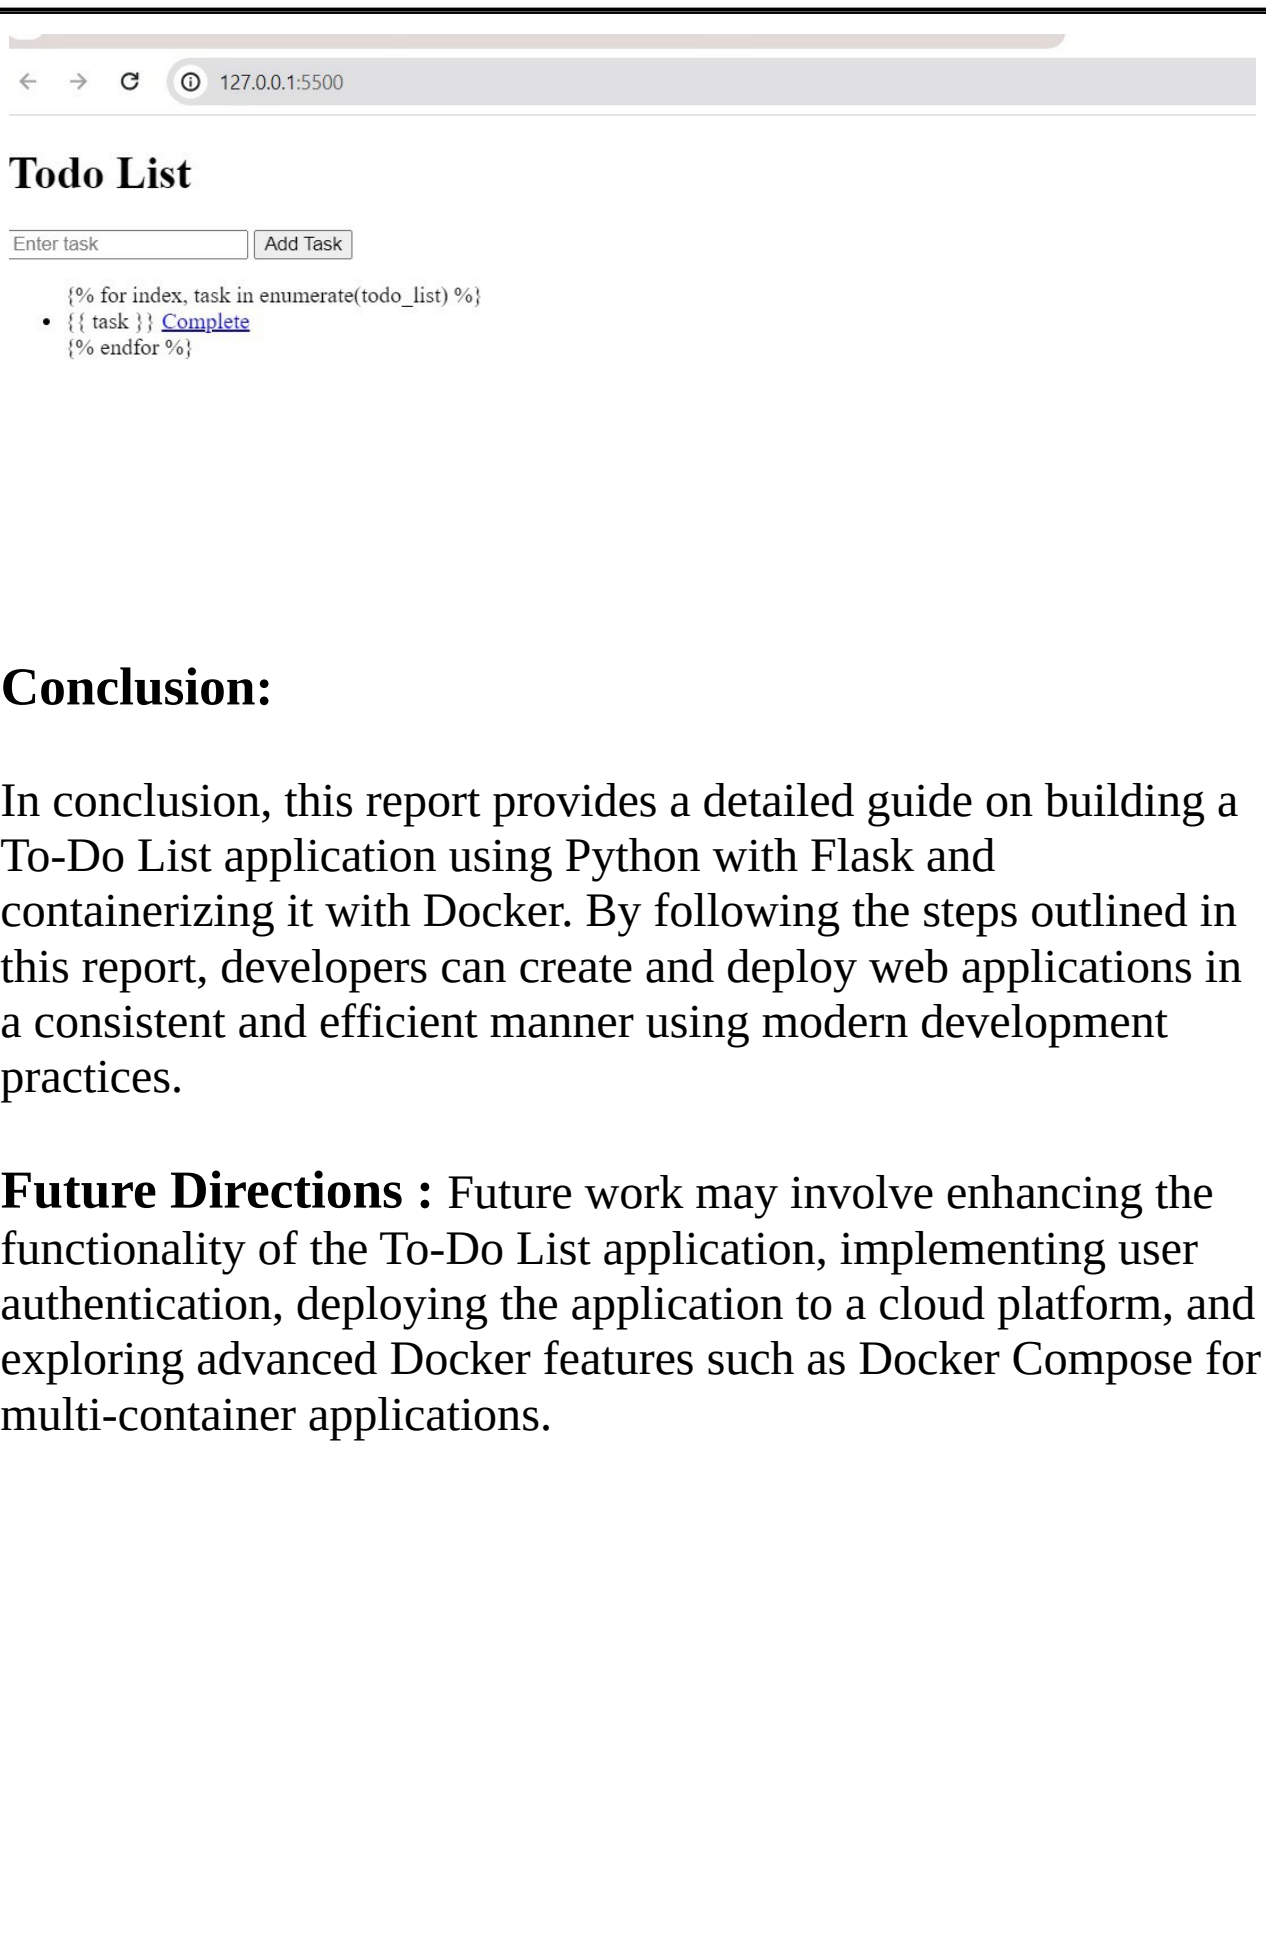 127.0.0.1:5500
Todo List
Enter task Add Task
{% for index, task in enumerate(todo_list) %}
• {{ task }} Complete
{% endfor %}
Conclusion:
In conclusion, this report provides a detailed guide on building a
To-Do List application using Python with Flask and
containerizing it with Docker. By following the steps outlined in
this report, developers can create and deploy web applications in
a consistent and efficient manner using modern development
practices.
Future Directions : Future work may involve enhancing the
functionality of the To-Do List application, implementing user
authentication, deploying the application to a cloud platform, and
exploring advanced Docker features such as Docker Compose for
multi-container applications.